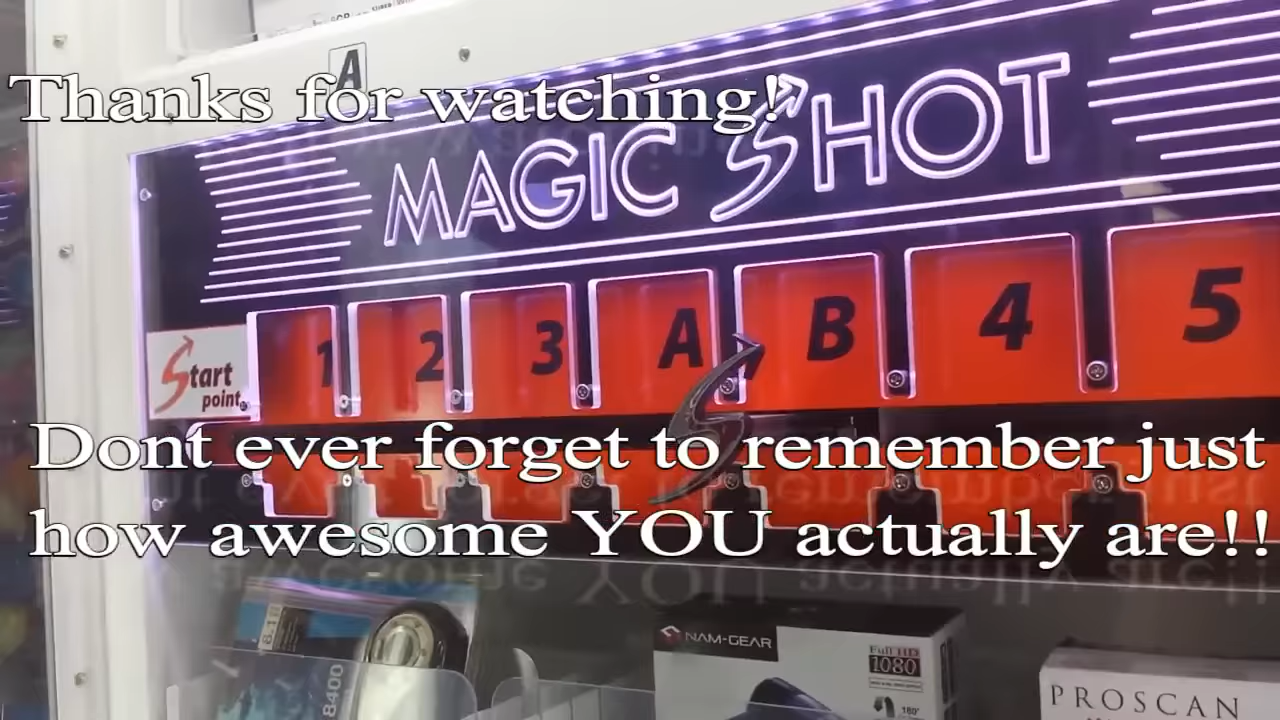 A
Thanks for watching!
MAGIC SHOT
1 2 3 A B 4 5
Start
point
Dont ever forget to remember just
how awesome YOU actually are!!
NAM-GEAR
Full HD
1080
180°
8400
PROSCAN